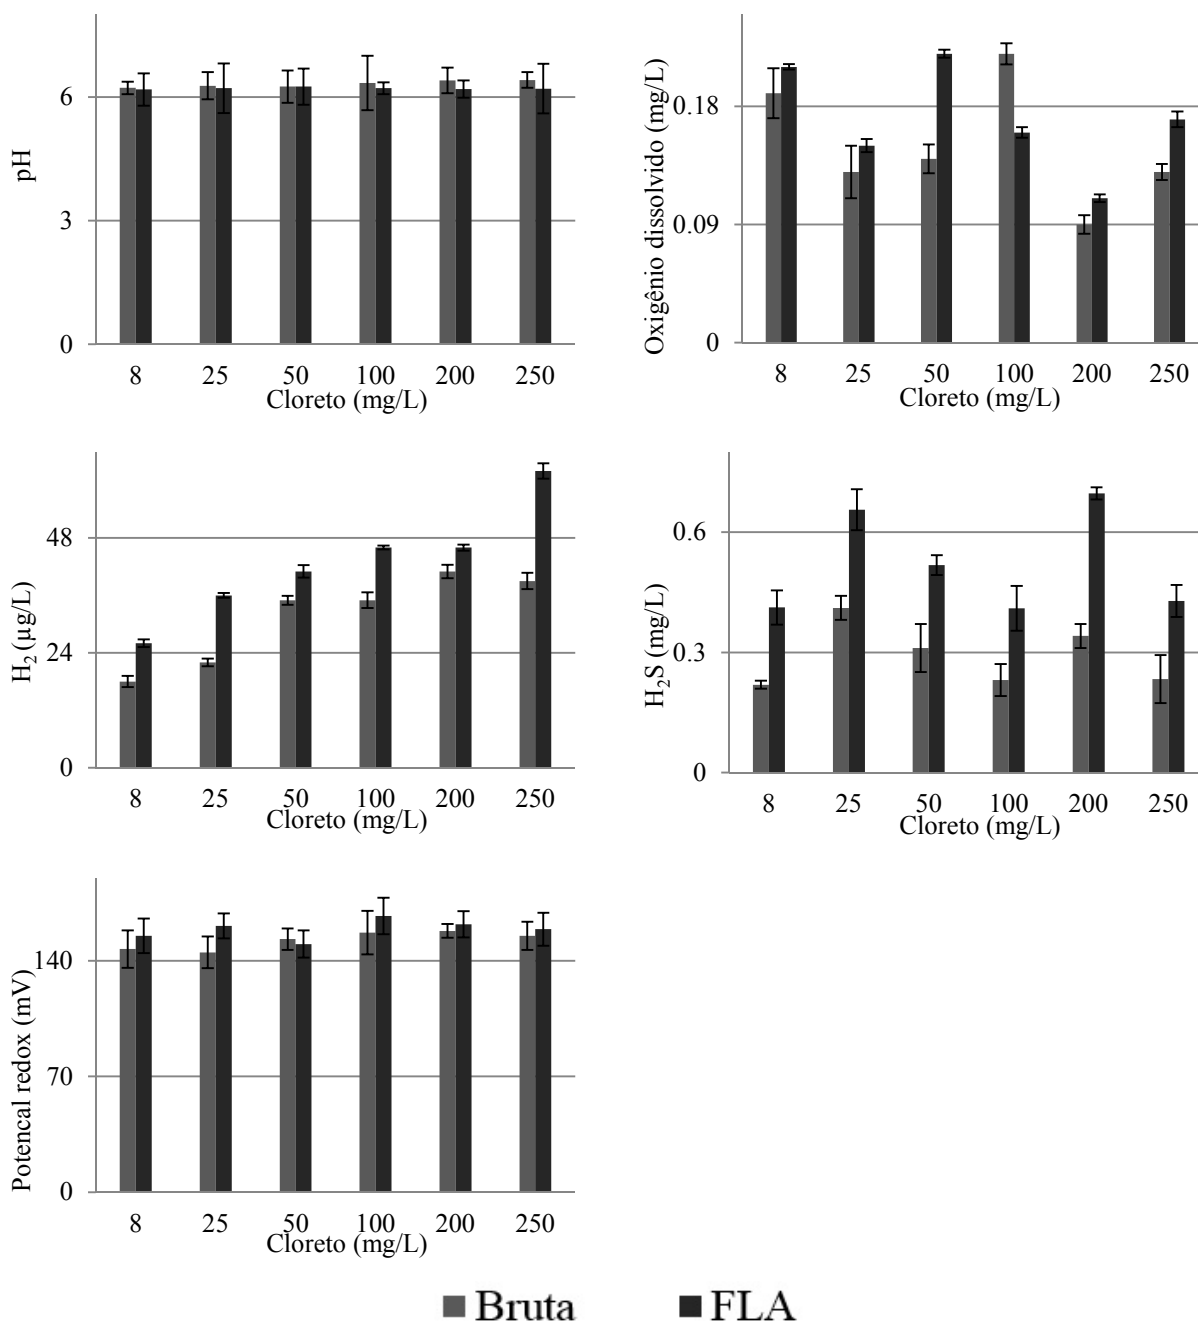 pH
6
3
0
8 25 50 100 200 250
Cloreto (mg/L)
Oxigênio dissolvido (mg/L)
0.18
0.09
0
8 25 50 100 200 250
Cloreto (mg/L)
H₂ (µg/L)
48
24
0
8 25 50 100 200 250
Cloreto (mg/L)
H₂S (mg/L)
0.6
0.3
0
8 25 50 100 200 250
Cloreto (mg/L)
Potencal redox (mV)
140
70
0
8 25 50 100 200 250
Cloreto (mg/L)
Bruta FLA